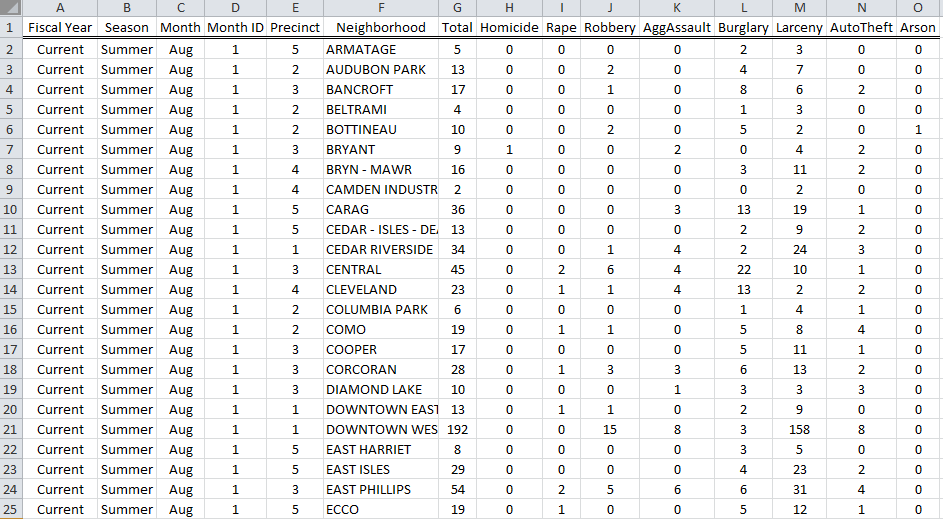 A B C D E F G H I J K L M N O
1 Fiscal Year Season Month Month ID Precinct Neighborhood Total Homicide Rape Robbery AggAssault Burglary Larceny AutoTheft Arson
2 Current Summer Aug 1 5 ARMATAGE 5 0 0 0 0 2 3 0 0
3 Current Summer Aug 1 2 AUDUBON PARK 13 0 0 2 0 4 7 0 0
4 Current Summer Aug 1 3 BANCROFT 17 0 0 1 0 8 6 2 0
5 Current Summer Aug 1 2 BELTRAMI 4 0 0 0 0 1 3 0 0
6 Current Summer Aug 1 2 BOTTINEAU 10 0 0 2 0 5 2 0 1
7 Current Summer Aug 1 3 BRYANT 9 1 0 0 2 0 4 2 0
8 Current Summer Aug 1 4 BRYN - MAWR 16 0 0 0 0 3 11 2 0
9 Current Summer Aug 1 4 CAMDEN INDUSTR 2 0 0 0 0 0 2 0 0
10 Current Summer Aug 1 5 CARAG 36 0 0 0 3 13 19 1 0
11 Current Summer Aug 1 5 CEDAR - ISLES - DEA 13 0 0 0 0 2 9 2 0
12 Current Summer Aug 1 1 CEDAR RIVERSIDE 34 0 0 1 4 2 24 3 0
13 Current Summer Aug 1 3 CENTRAL 45 0 2 6 4 22 10 1 0
14 Current Summer Aug 1 4 CLEVELAND 23 0 1 1 4 13 2 2 0
15 Current Summer Aug 1 2 COLUMBIA PARK 6 0 0 0 0 1 4 1 0
16 Current Summer Aug 1 2 COMO 19 0 1 1 0 5 8 4 0
17 Current Summer Aug 1 3 COOPER 17 0 0 0 0 5 11 1 0
18 Current Summer Aug 1 3 CORCORAN 28 0 1 3 3 6 13 2 0
19 Current Summer Aug 1 3 DIAMOND LAKE 10 0 0 0 1 3 3 3 0
20 Current Summer Aug 1 1 DOWNTOWN EAST 13 0 1 1 0 2 9 0 0
21 Current Summer Aug 1 1 DOWNTOWN WES 192 0 0 15 8 3 158 8 0
22 Current Summer Aug 1 5 EAST HARRIET 8 0 0 0 0 3 5 0 0
23 Current Summer Aug 1 5 EAST ISLES 29 0 0 0 0 4 23 2 0
24 Current Summer Aug 1 3 EAST PHILLIPS 54 0 2 5 6 6 31 4 0
25 Current Summer Aug 1 5 ECCO 19 0 1 0 0 5 12 1 0